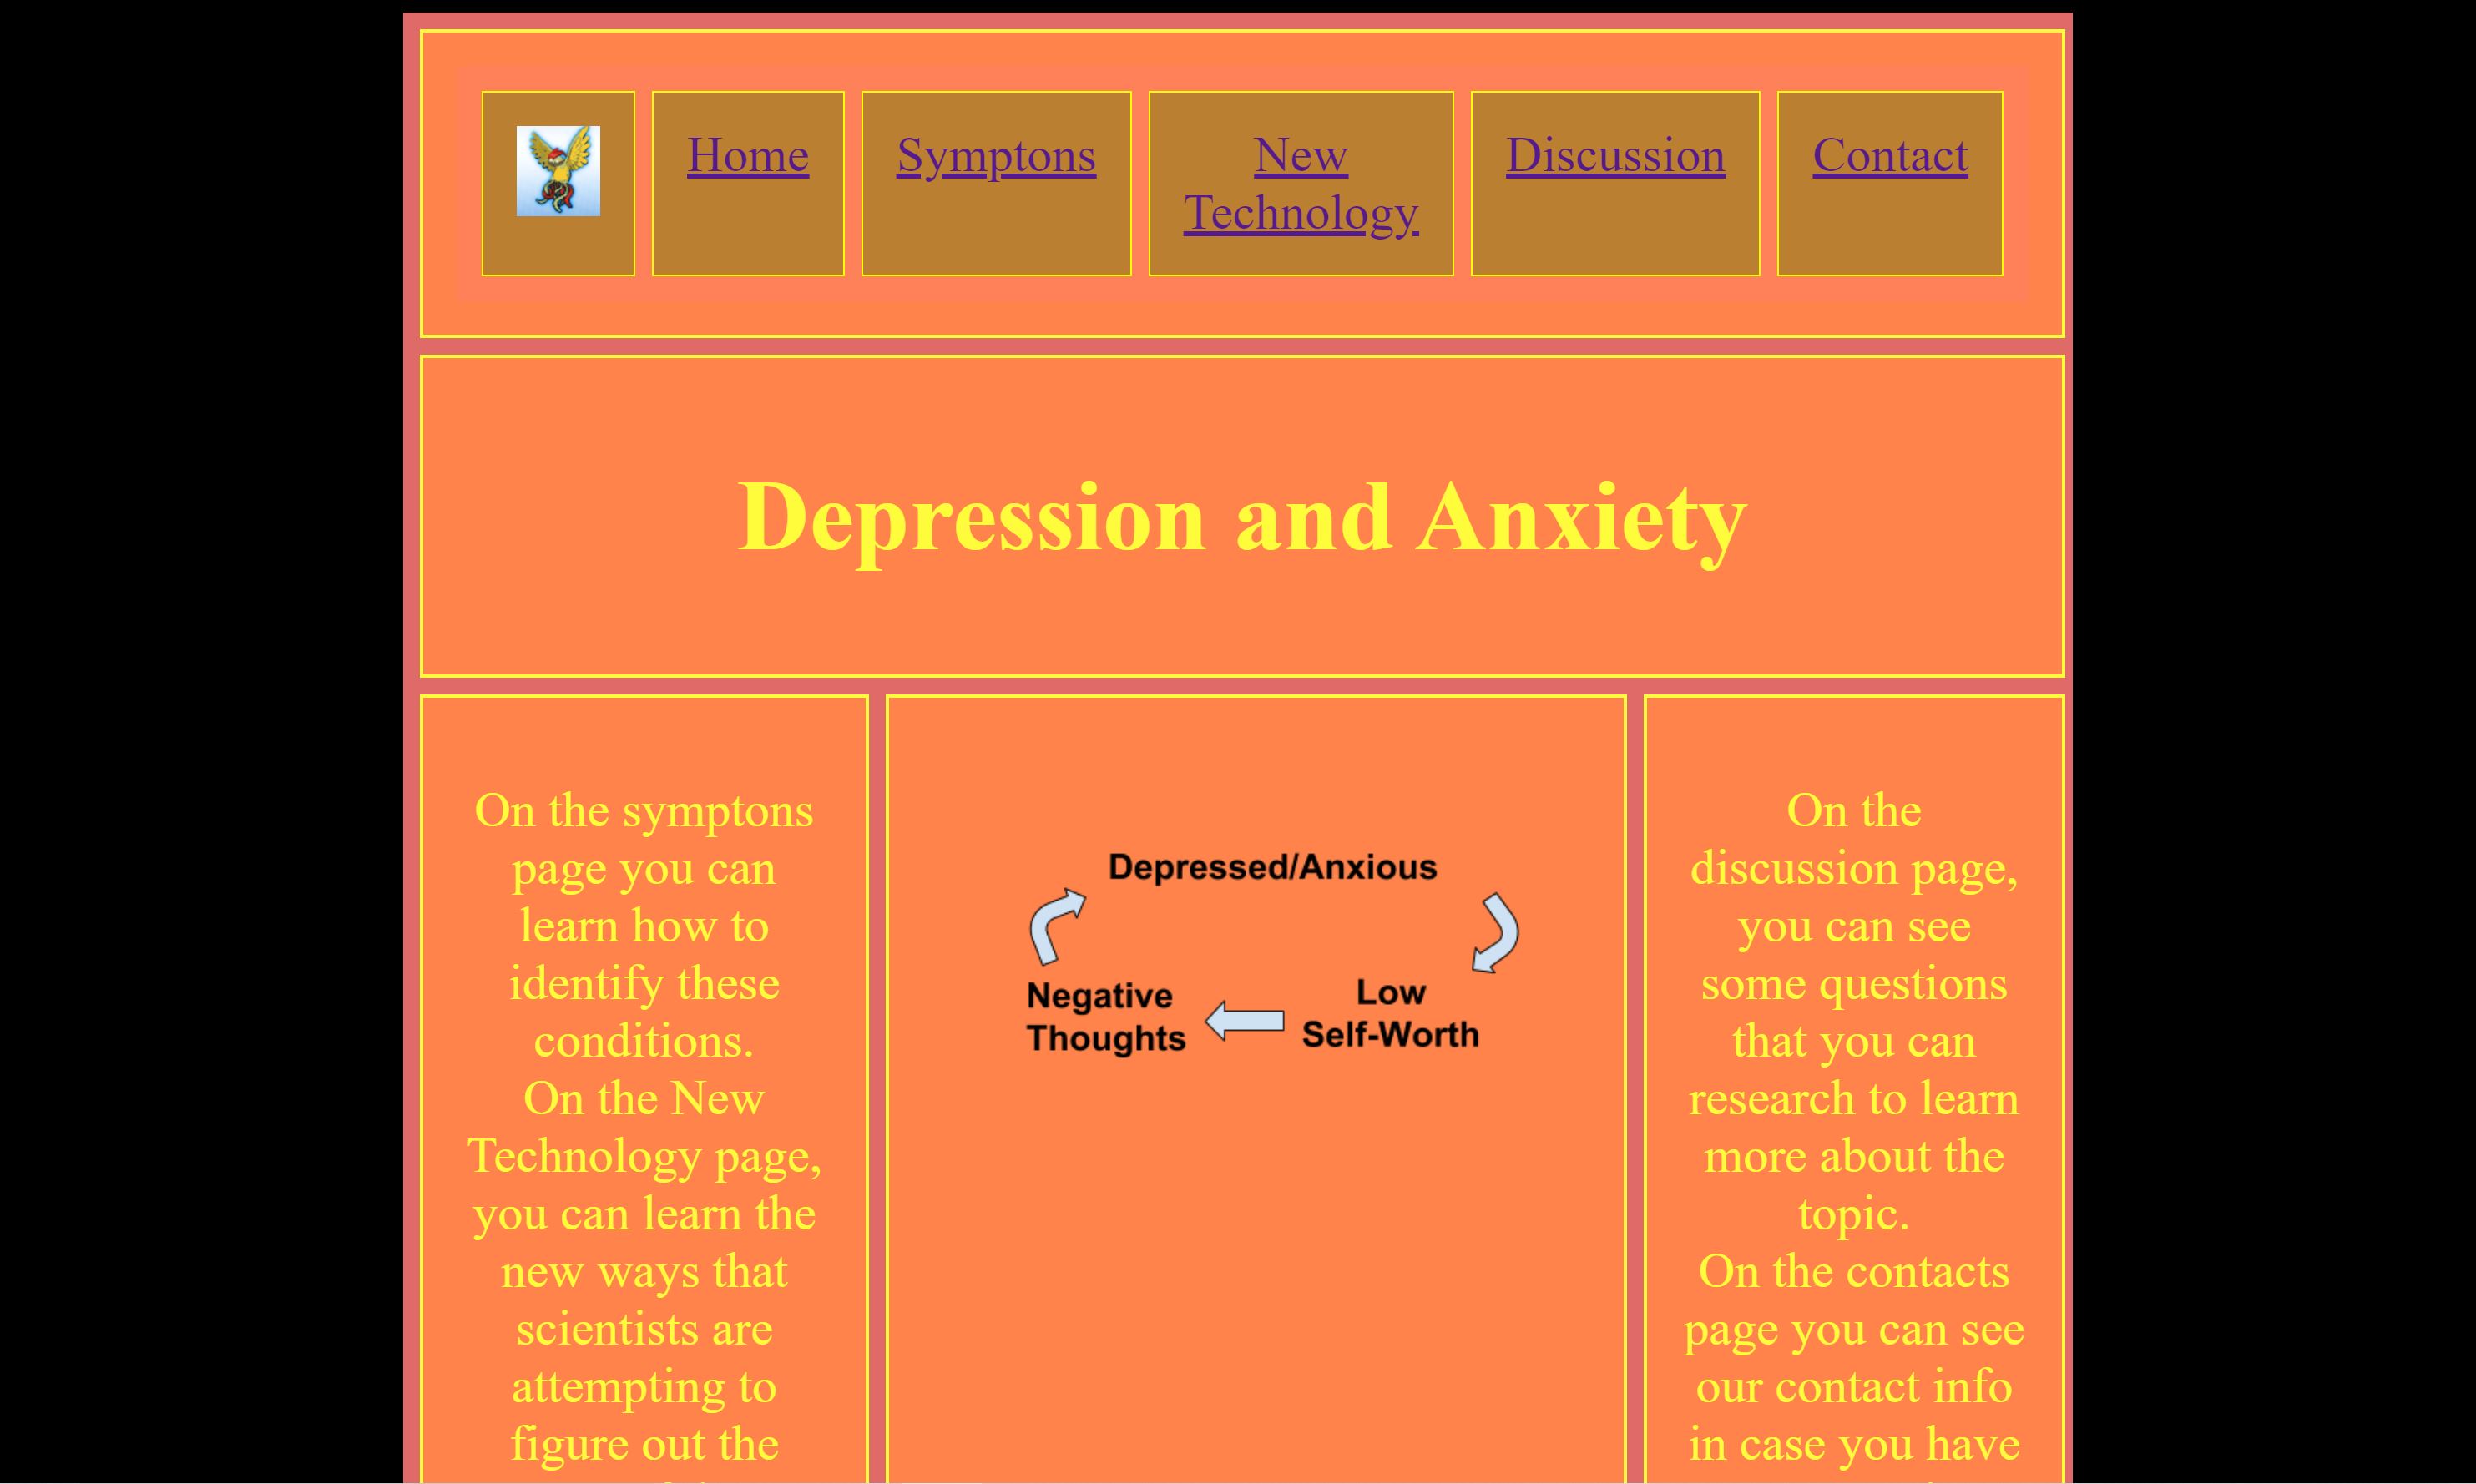 Home
Symptons
New
Technology
Discussion
Contact
Depression and Anxiety
On the symptons
page you can
learn how to
identify these
conditions.
On the New
Technology page,
you can learn the
new ways that
scientists are
attempting to
figure out the
Depressed/Anxious
Low
Self-Worth
Negative
Thoughts
On the
discussion page,
you can see
some questions
that you can
research to learn
more about the
topic.
On the contacts
page you can see
our contact info
in case you have